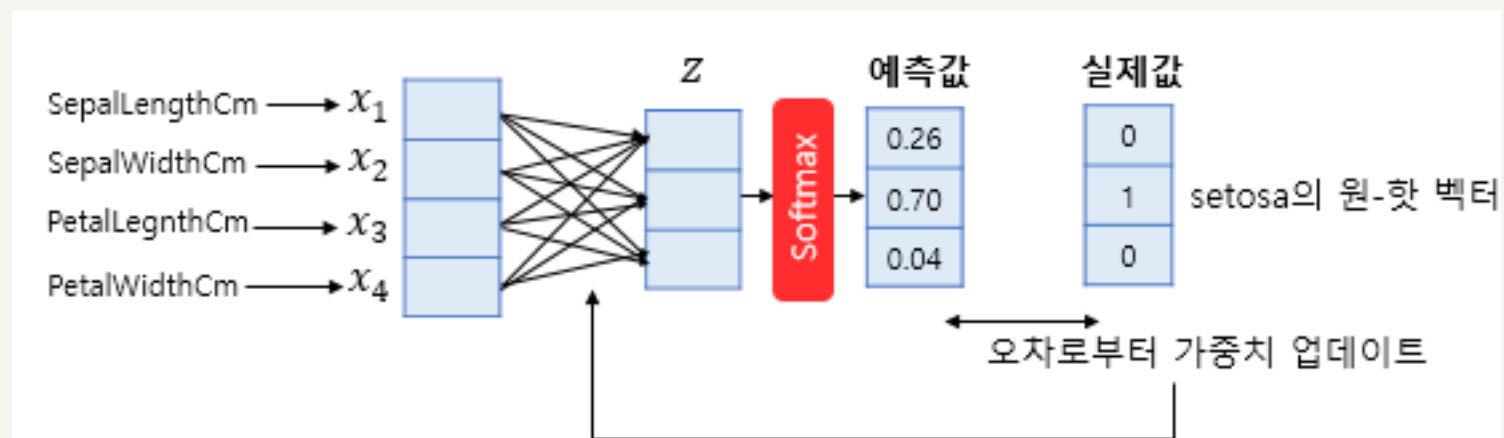 z
예측값
실제값
SepalLengthCm x₁
SepalWidthCm x₂
PetalLegnthCm x₃
PetalWidthCm x₄
Softmax
0.26
0.70
0.04
0
1
0
setosa의 원-핫 벡터
오차로부터 가중치 업데이트